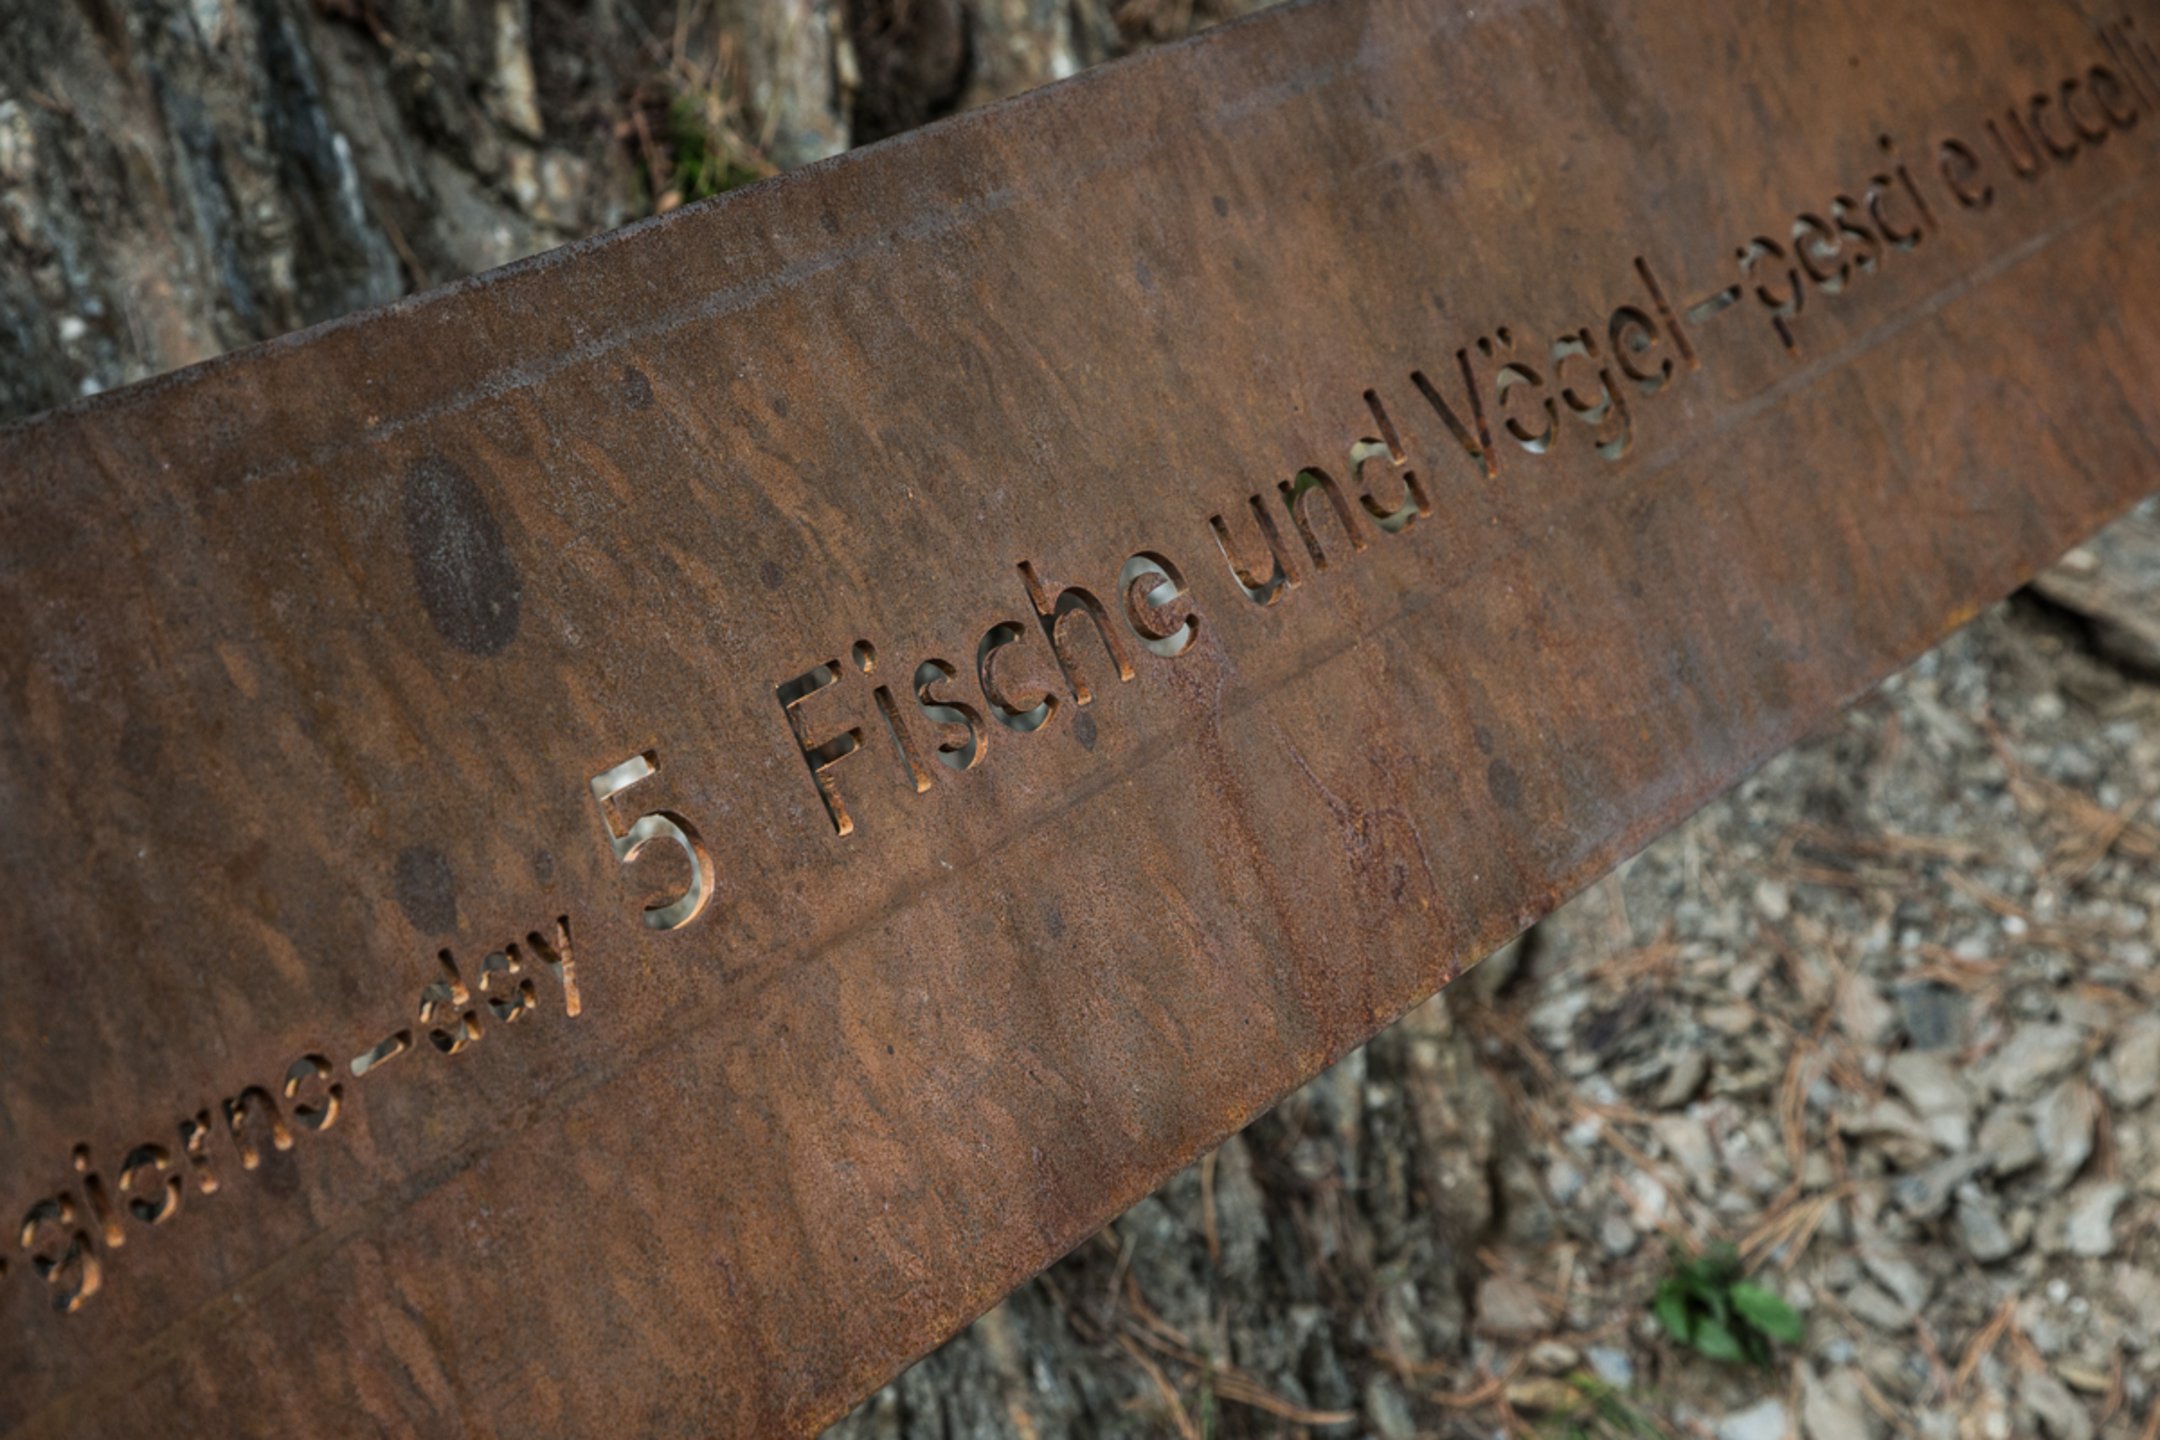 giorno-day 5 Fische und Vögel-pesci e uccelli